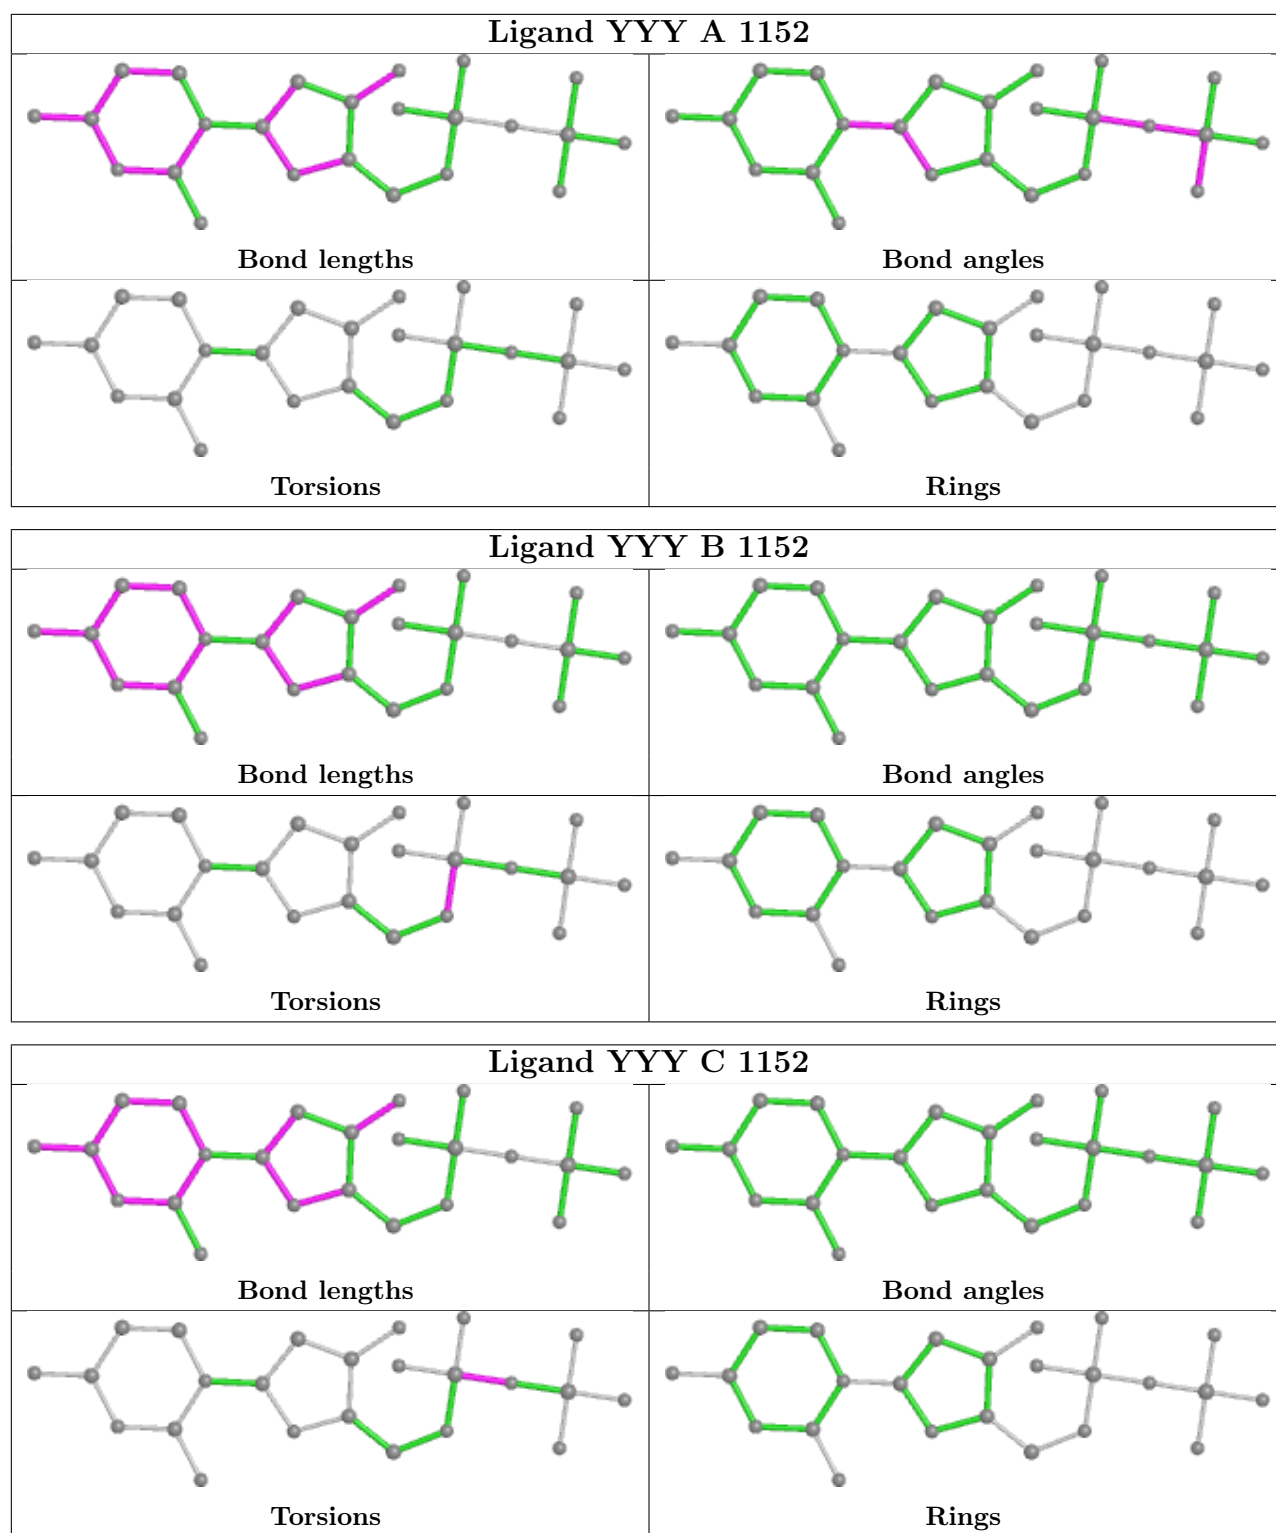 Ligand YYY A 1152
Bond lengths
Bond angles
Torsions
Rings
Ligand YYY B 1152
Bond lengths
Bond angles
Torsions
Rings
Ligand YYY C 1152
Bond lengths
Bond angles
Torsions
Rings